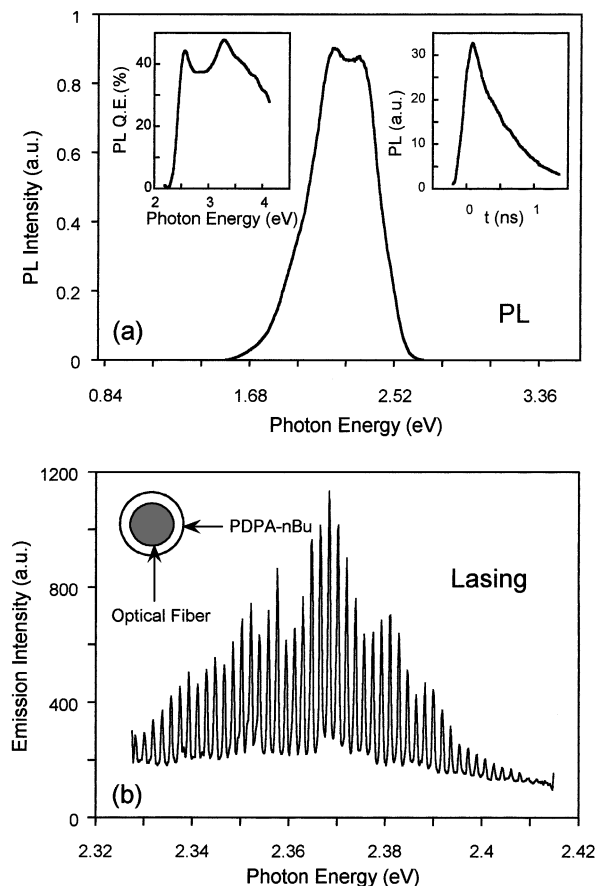 1
0.8
0.6
0.4
0.2
0
PL Intensity (a.u.)
0.84 1.68 2.52 3.36
Photon Energy (eV)
(a)
PL
PL Q.E.(%)
40
20
0
2 3 4
Photon Energy (eV)
PL (a.u.)
30
20
10
0
0 1
t (ns)
1200
800
400
0
Emission Intensity (a.u.)
PDPA-nBu
Optical Fiber
Lasing
(b)
2.32 2.34 2.36 2.38 2.4 2.42
Photon Energy (eV)